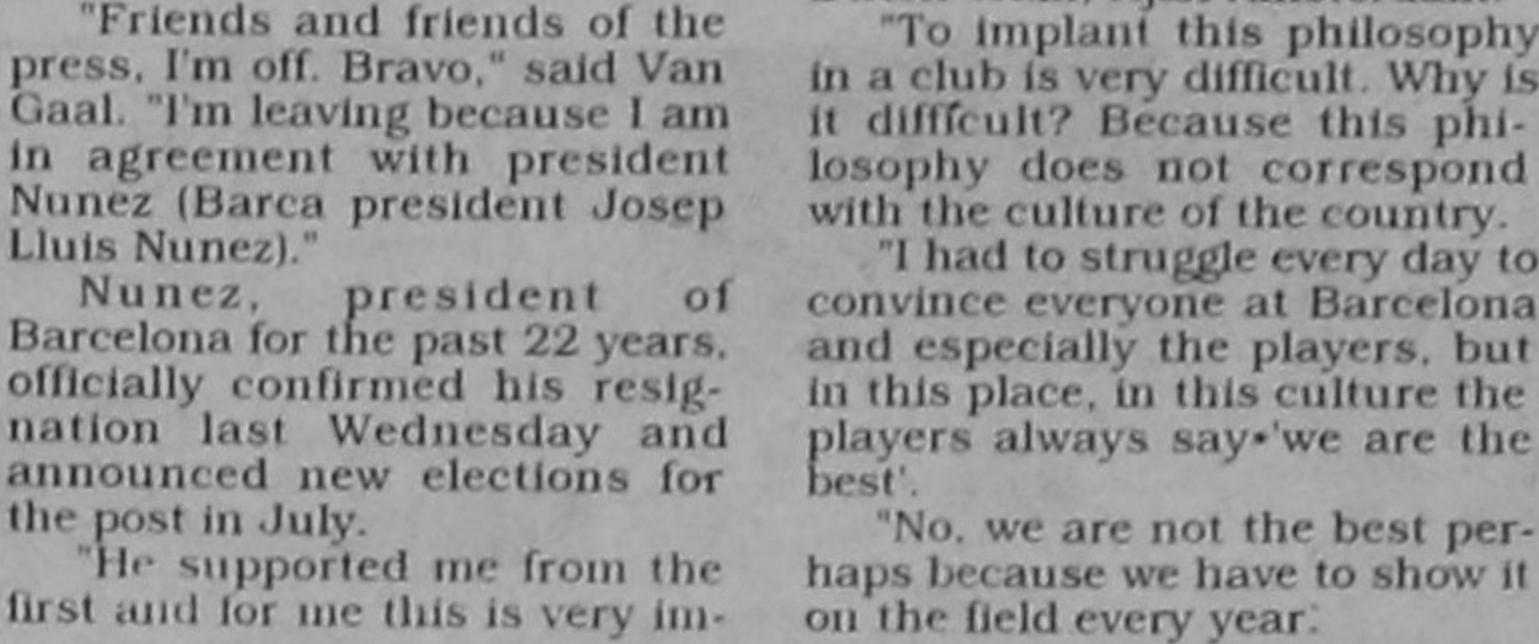 "Friends and friends of the
press, I'm off. Bravo," said Van
Gaal. "I'm leaving because I am
in agreement with president
Nunez (Barca president Josep
Lluis Nunez)."
Nunez, president of
Barcelona for the past 22 years,
officially confirmed his resig-
nation last Wednesday and
announced new elections for
the post in July.
"He supported me from the
first and for me this is very im-
"To implant this philosophy
in a club is very difficult. Why is
it difficult? Because this phi-
losophy does not correspond
with the culture of the country.
"I had to struggle every day to
convince everyone at Barcelona
and especially the players, but
in this place, in this culture the
players always say 'we are the
best'.
"No, we are not the best per-
haps because we have to show it
on the field every year.